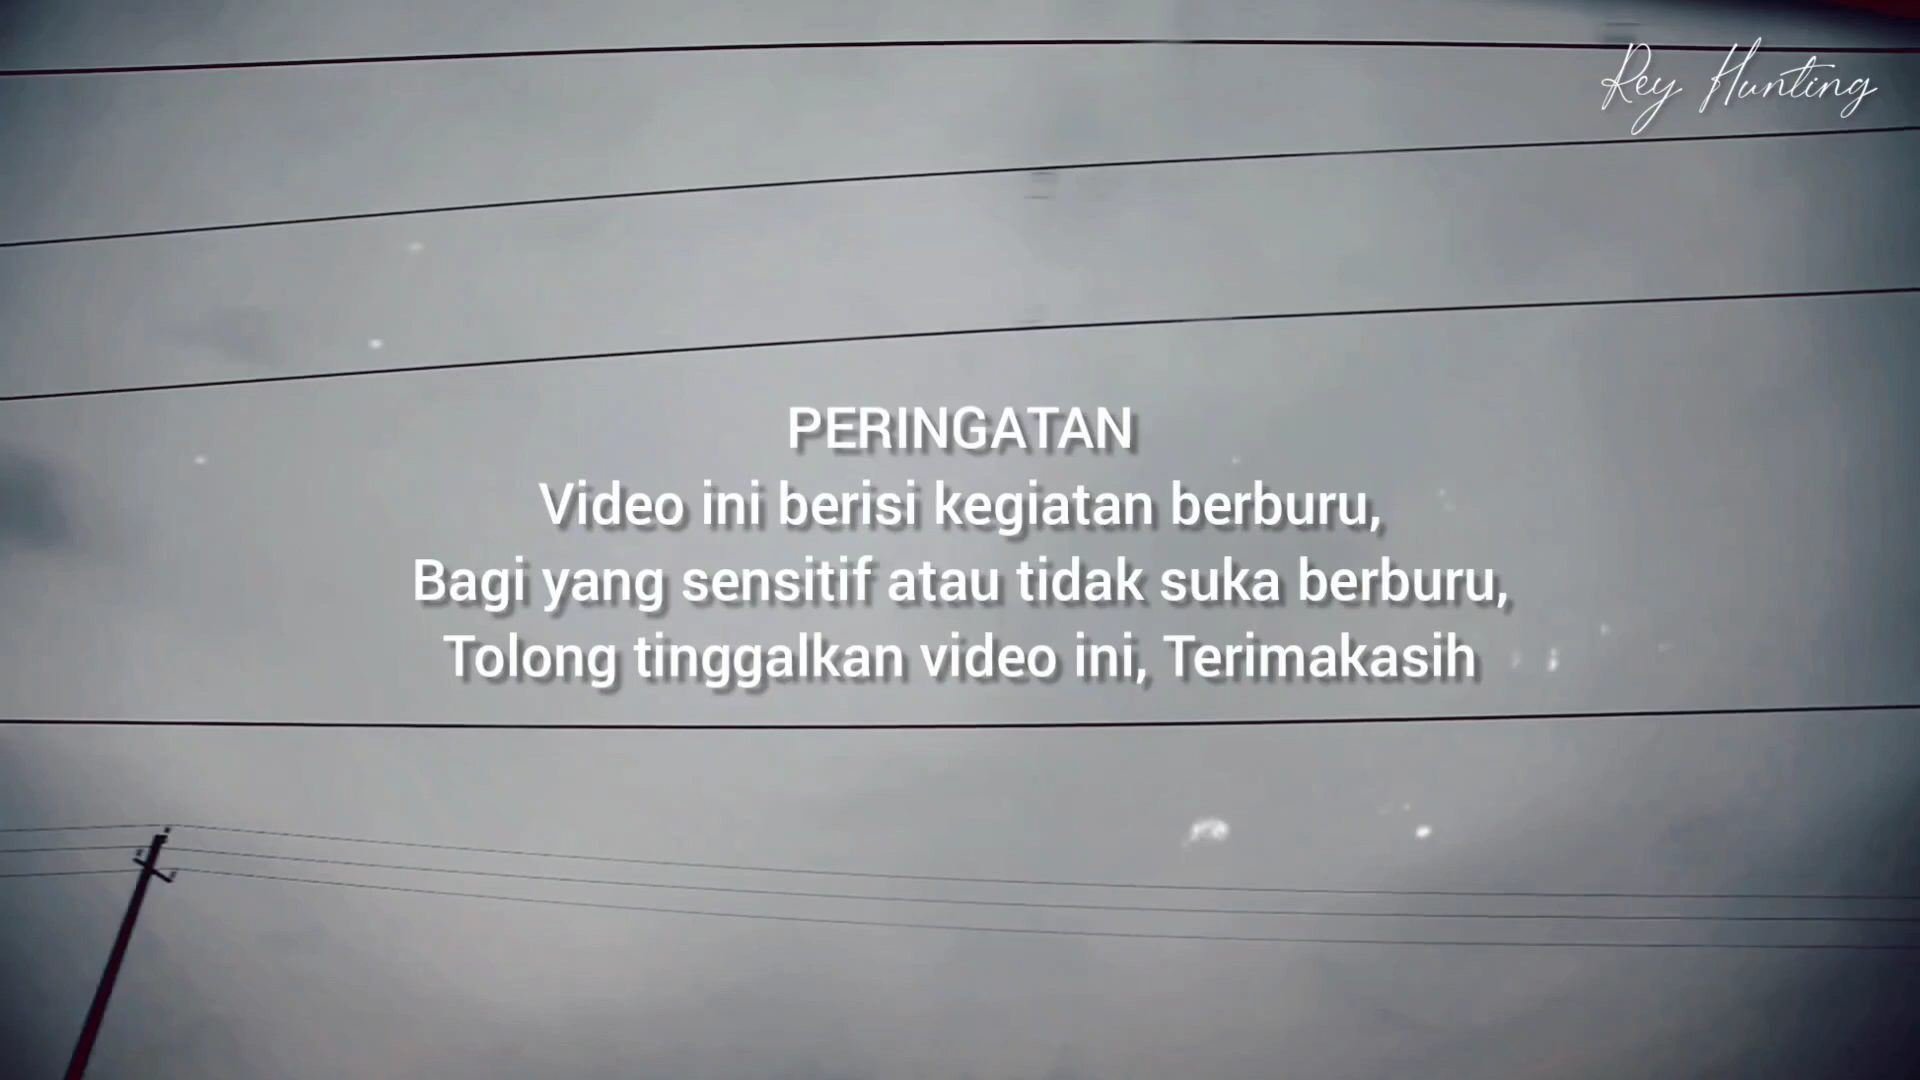 Rey Hunting
PERINGATAN
Video ini berisi kegiatan berburu,
Bagi yang sensitif atau tidak suka berburu,
Tolong tinggalkan video ini, Terimakasih